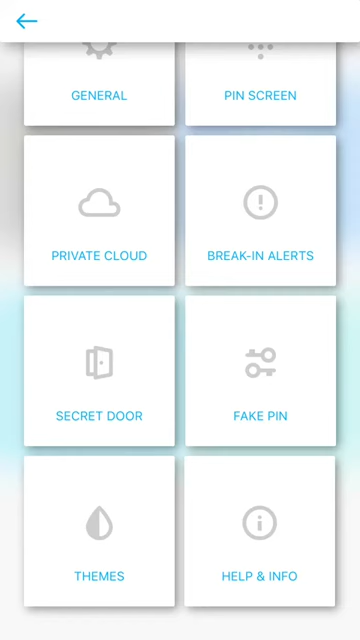 GENERAL
PIN SCREEN
PRIVATE CLOUD
BREAK-IN ALERTS
SECRET DOOR
FAKE PIN
THEMES
HELP & INFO